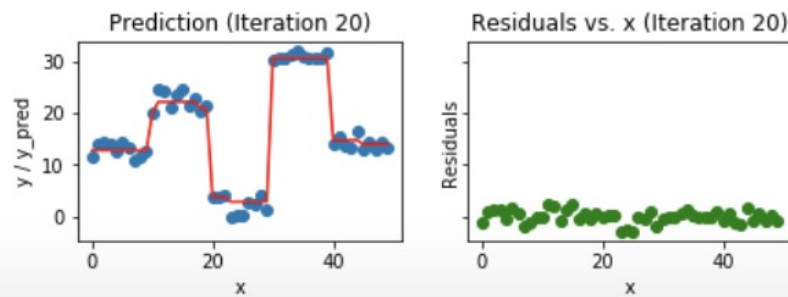 Prediction (Iteration 20)
30
20
10
0
y / y_pred
0
20
40
x
Residuals vs. x (Iteration 20)
Residuals
0
20
40
x